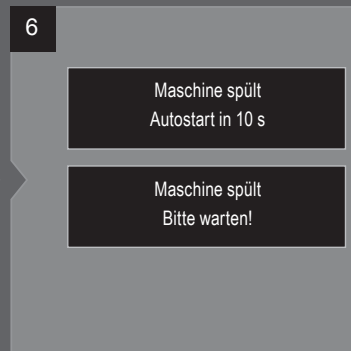 6
Maschine spült
Autostart in 10 s
Maschine spült
Bitte warten!